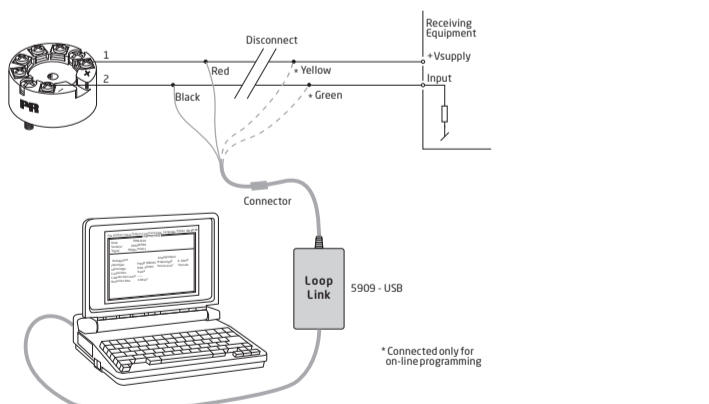 Receiving
Equipment
Disconnect
1
+Vsupply
Red
* Yellow
2
Input
Black
* Green
PR
Connector
Loop
Link
5909 - USB
* Connected only for
on-line programming